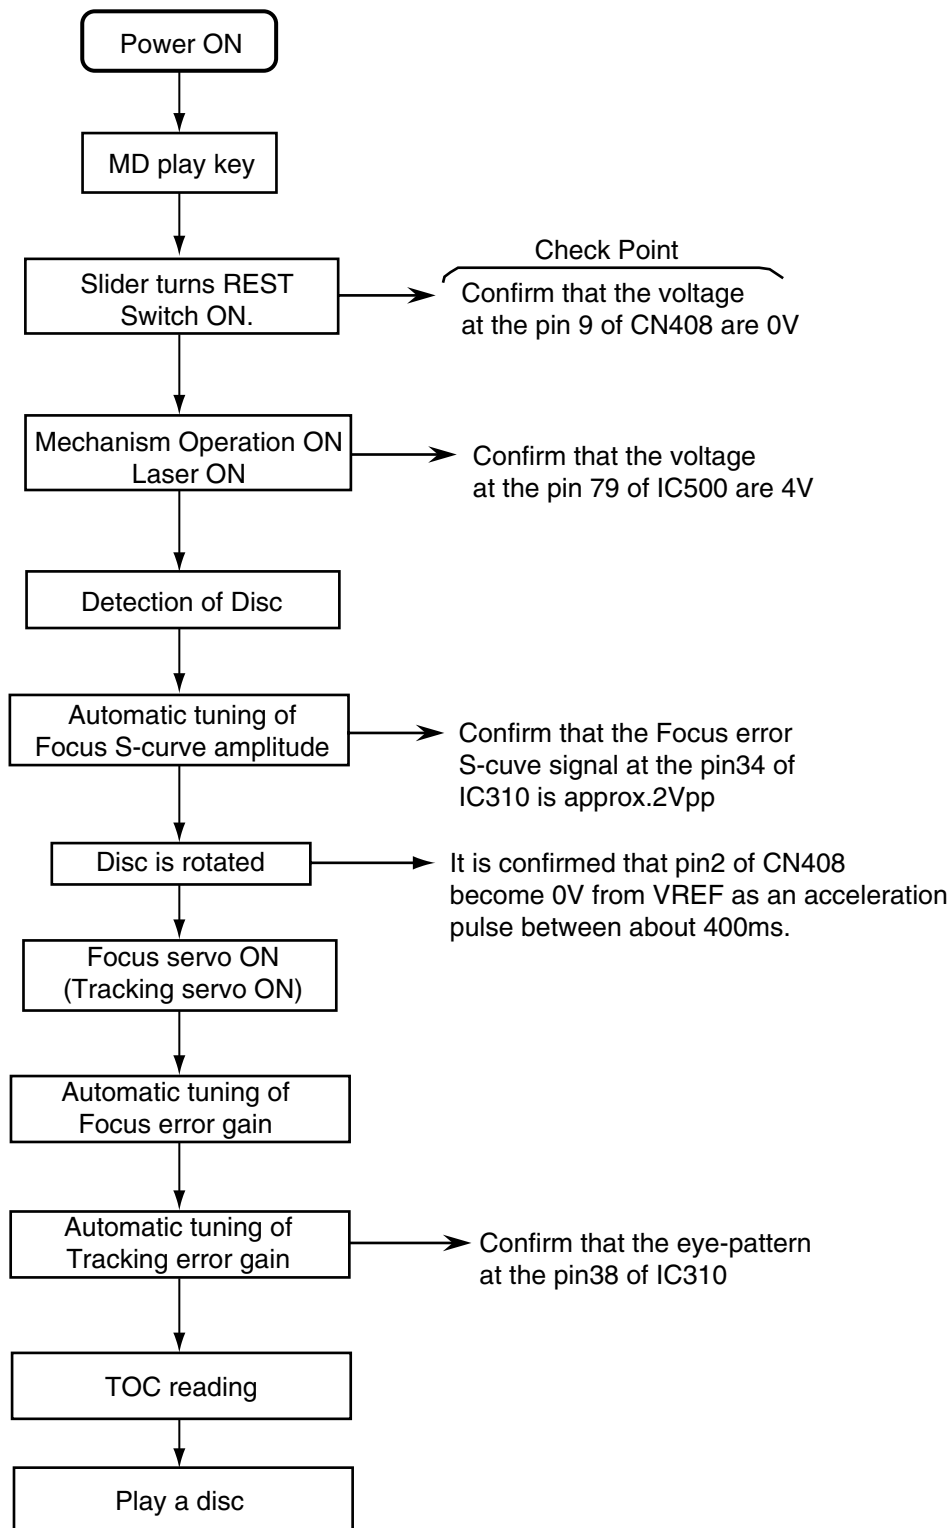 Power ON
MD play key
Slider turns REST
Switch ON.
Check Point
Confirm that the voltage
at the pin 9 of CN408 are 0V
Mechanism Operation ON
Laser ON
Confirm that the voltage
at the pin 79 of IC500 are 4V
Detection of Disc
Automatic tuning of
Focus S-curve amplitude
Confirm that the Focus error
S-cuve signal at the pin34 of
IC310 is approx.2Vpp
Disc is rotated
It is confirmed that pin2 of CN408
become 0V from VREF as an acceleration
pulse between about 400ms.
Focus servo ON
(Tracking servo ON)
Automatic tuning of
Focus error gain
Automatic tuning of
Tracking error gain
Confirm that the eye-pattern
at the pin38 of IC310
TOC reading
Play a disc